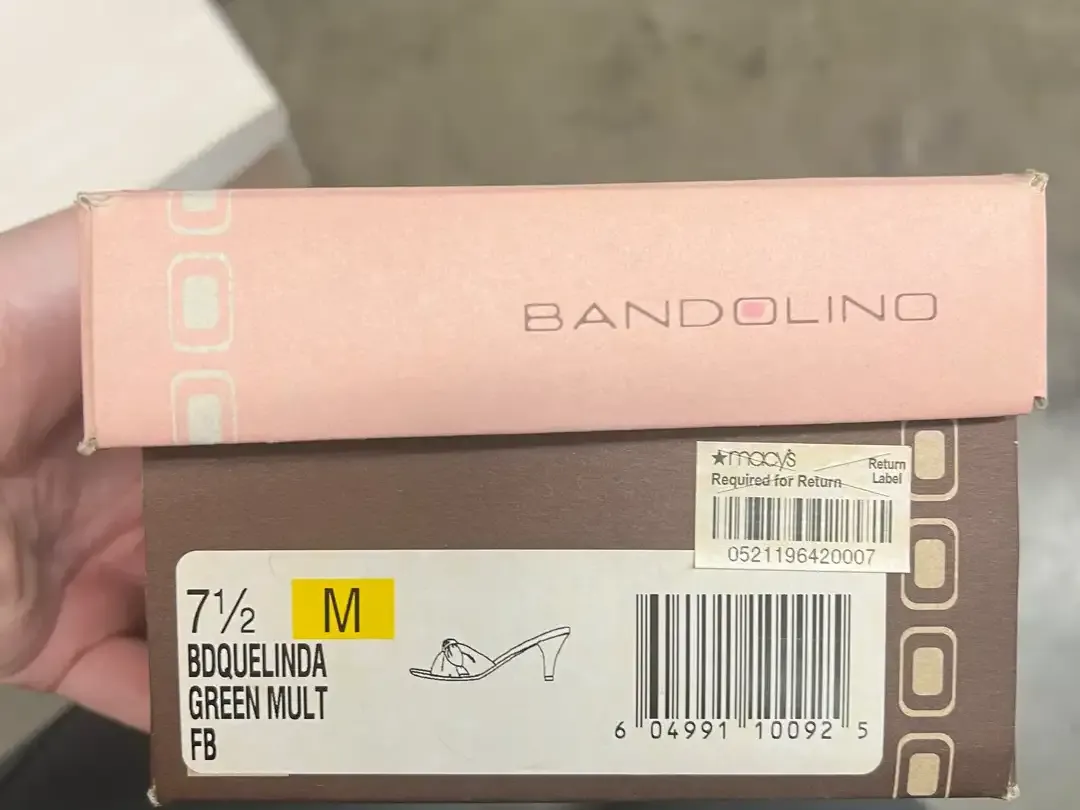 BANDOLINO
macy's
Return
Required for Return
Label
0521196420007
7½ M
BDQUELINDA
GREEN MULT
FB
6 04991 10092 5